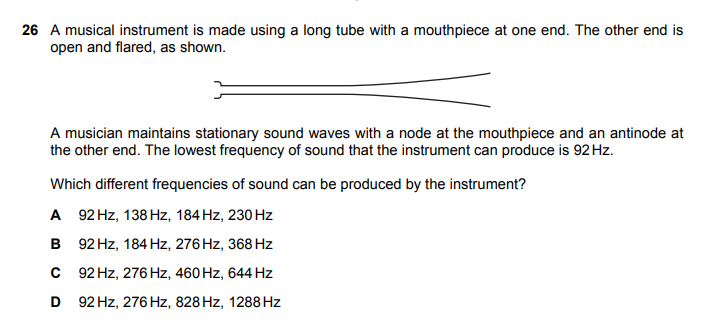 26 A musical instrument is made using a long tube with a mouthpiece at one end. The other end is
open and flared, as shown.
A musician maintains stationary sound waves with a node at the mouthpiece and an antinode at
the other end. The lowest frequency of sound that the instrument can produce is 92 Hz.
Which different frequencies of sound can be produced by the instrument?
A 92 Hz, 138 Hz, 184 Hz, 230 Hz
B 92 Hz, 184 Hz, 276 Hz, 368 Hz
C 92 Hz, 276 Hz, 460 Hz, 644 Hz
D 92 Hz, 276 Hz, 828 Hz, 1288 Hz